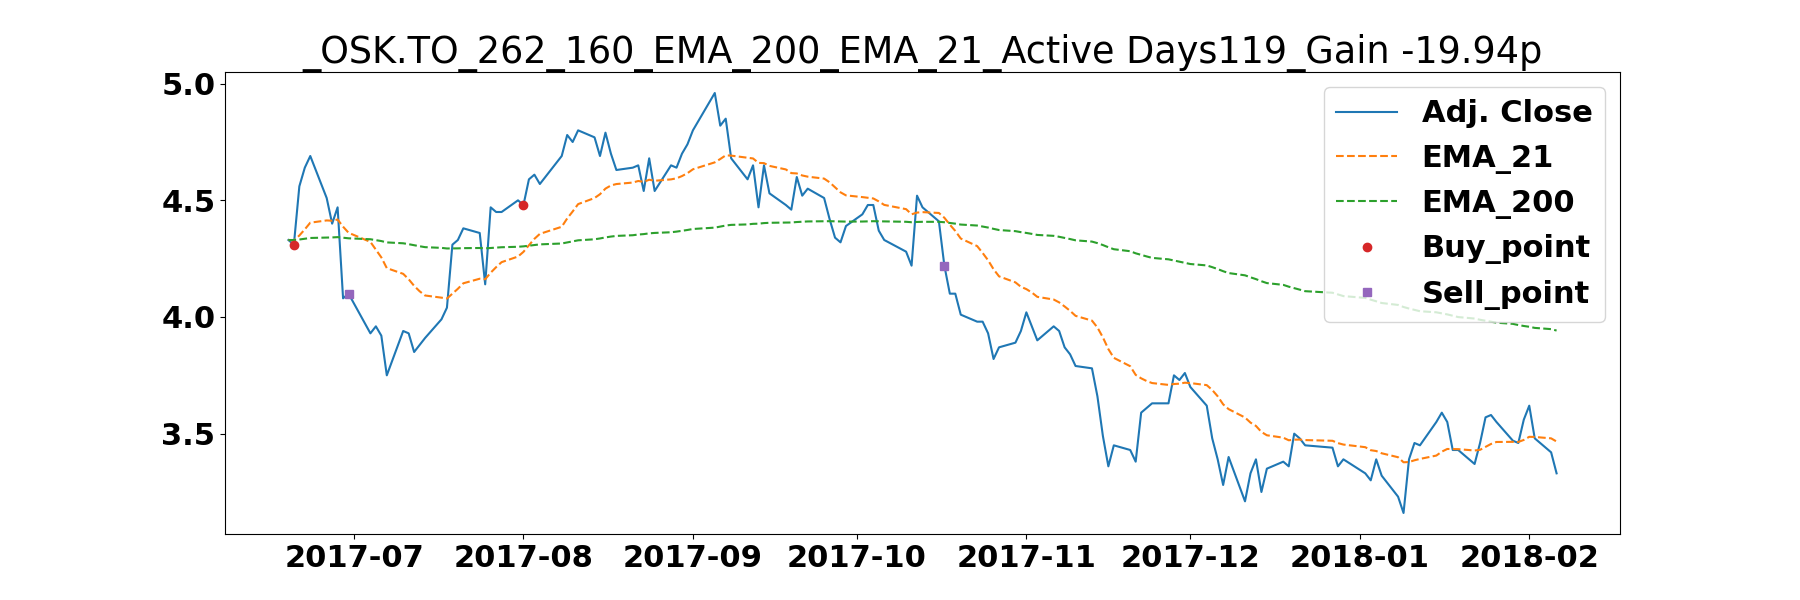 _OSK.TO_262_160_EMA_200_EMA_21_Active Days119_Gain -19.94p
5.0
4.5
4.0
3.5
Adj. Close
EMA_21
EMA_200
Buy_point
Sell_point
2017-07 2017-08 2017-09 2017-10 2017-11 2017-12 2018-01 2018-02